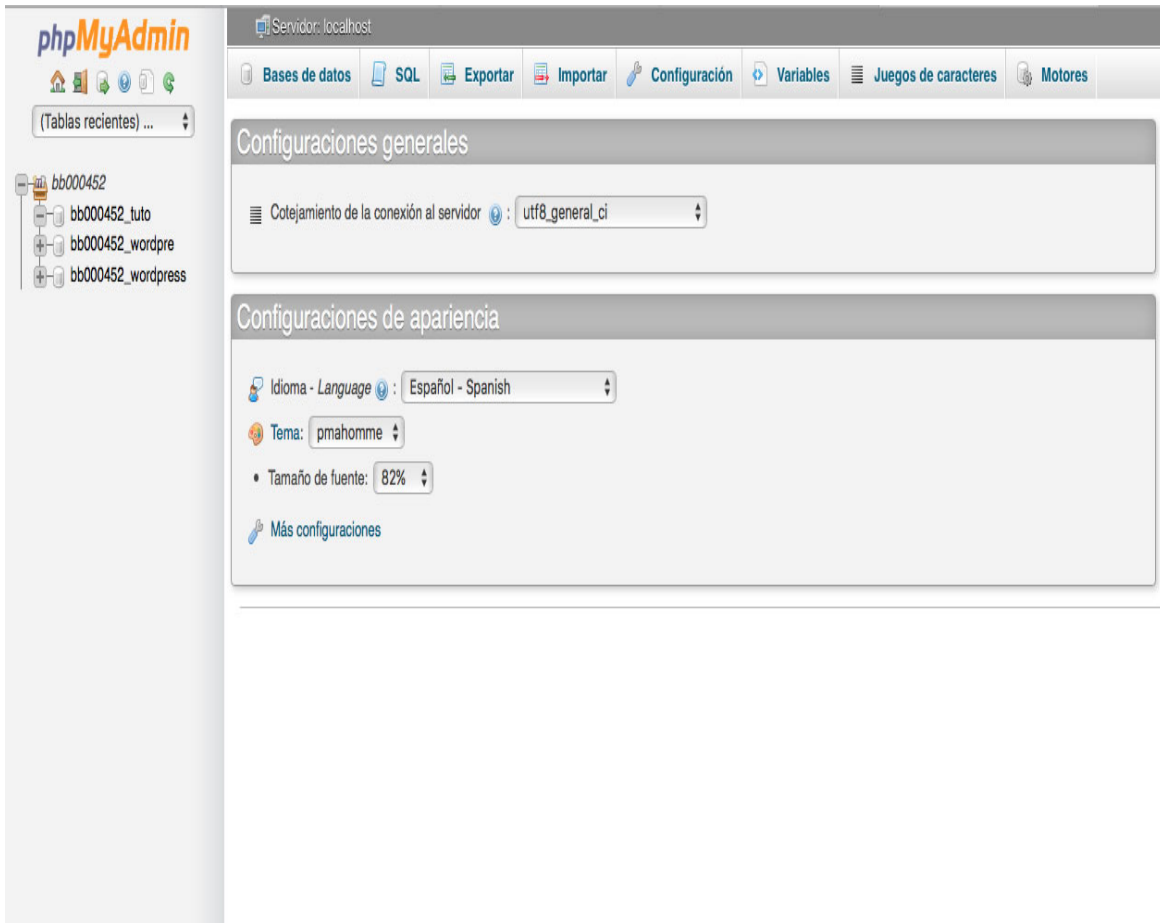 phpMyAdmin
(Tablas recientes) ...
bb000452
bb000452_tuto
bb000452_wordpre
bb000452_wordpress
Servidor: localhost
Bases de datos SQL Exportar Importar Configuración Variables Juegos de caracteres Motores
Configuraciones generales
Cotejamiento de la conexión al servidor : utf8_general_ci
Configuraciones de apariencia
Idioma - Language : Español - Spanish
Tema: pmahomme
• Tamaño de fuente: 82%
Más configuraciones